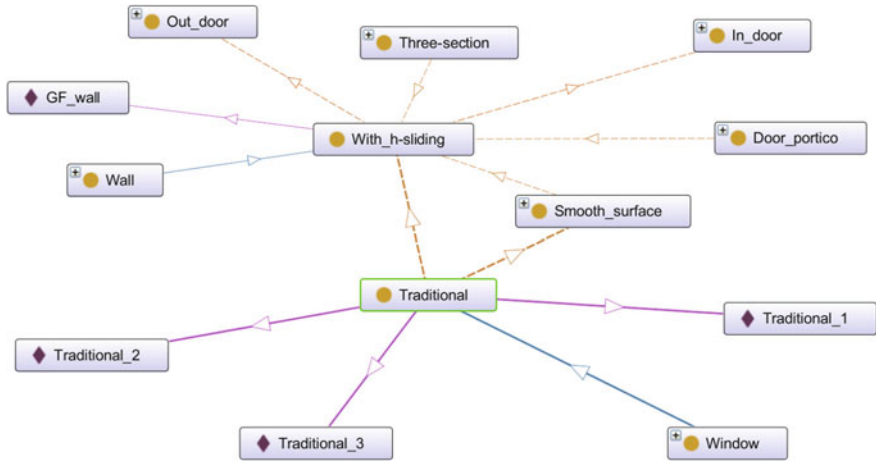 Out_door
Three-section
In_door
GF_wall
With_h-sliding
Door_portico
Wall
Smooth_surface
Traditional
Traditional_1
Traditional_2
Traditional_3
Window